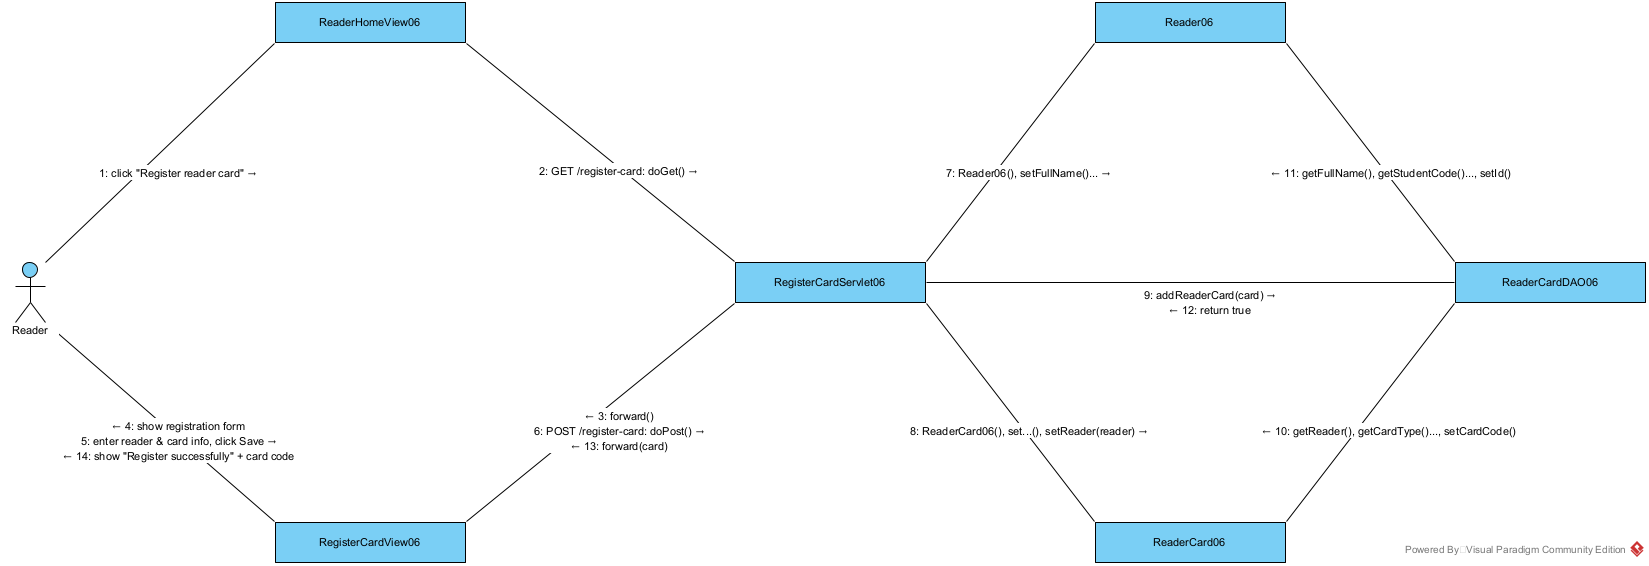 ReaderHomeView06
Reader06
1: click "Register reader card" →
2: GET /register-card: doGet() →
7: Reader06(), setFullName()... →
← 11: getFullName(), getStudentCode()..., setId()
Reader
RegisterCardServlet06
ReaderCardDAO06
9: addReaderCard(card) →
← 12: return true
← 4: show registration form
5: enter reader & card info, click Save →
← 14: show "Register successfully" + card code
← 3: forward()
6: POST /register-card: doPost() →
← 13: forward(card)
8: ReaderCard06(), set...(), setReader(reader) →
← 10: getReader(), getCardType()..., setCardCode()
RegisterCardView06
ReaderCard06
Powered By Visual Paradigm Community Edition